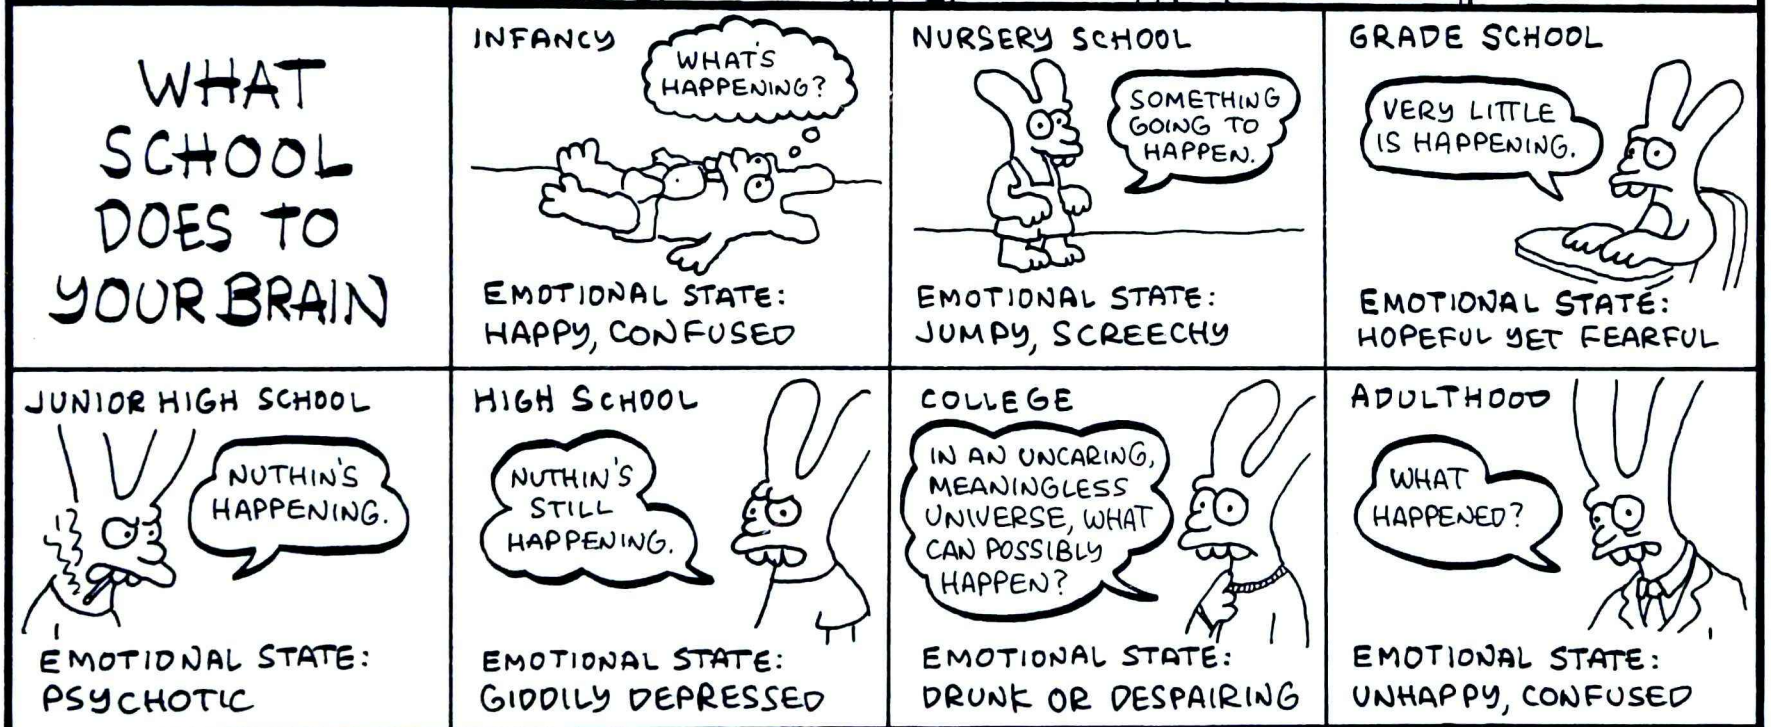 WHAT
SCHOOL
DOES TO
YOUR BRAIN
INFANCY
WHAT'S
HAPPENING?
EMOTIONAL STATE:
HAPPY, CONFUSED
NURSERY SCHOOL
SOMETHING
GOING TO
HAPPEN.
EMOTIONAL STATE:
JUMPY, SCREECHY
GRADE SCHOOL
VERY LITTLE
IS HAPPENING.
EMOTIONAL STATE:
HOPEFUL YET FEARFUL
JUNIOR HIGH SCHOOL
NUTHIN'S
HAPPENING.
EMOTIONAL STATE:
PSYCHOTIC
HIGH SCHOOL
NUTHIN'S
STILL
HAPPENING.
EMOTIONAL STATE:
GIDDILY DEPRESSED
COLLEGE
IN AN UNCARING,
MEANINGLESS
UNIVERSE, WHAT
CAN POSSIBLY
HAPPEN?
EMOTIONAL STATE:
DRUNK OR DESPAIRING
ADULTHOOD
WHAT
HAPPENED?
EMOTIONAL STATE:
UNHAPPY, CONFUSED